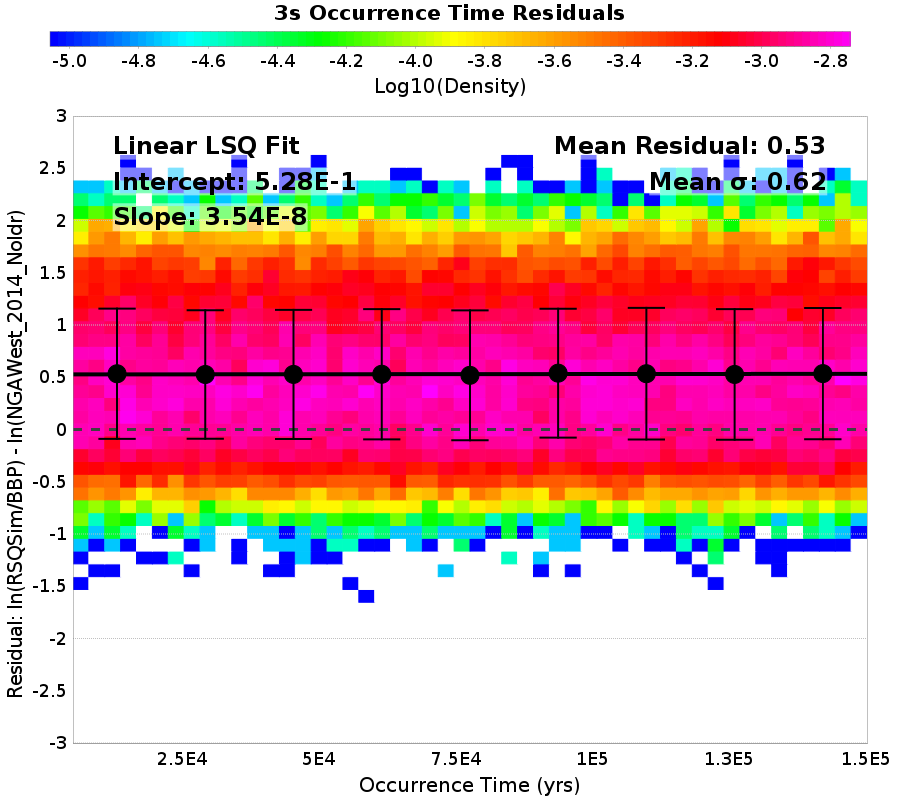 3s Occurrence Time Residuals
-5.0 -4.8 -4.6 -4.4 -4.2 -4.0 -3.8 -3.6 -3.4 -3.2 -3.0 -2.8
Log10(Density)
Linear LSQ Fit
Intercept: 5.28E-1
Slope: 3.54E-8
Mean Residual: 0.53
Mean σ: 0.62
Residual: ln(RSQSim/BBP) - ln(NGAWest_2014_NoIdr)
3
2.5
2
1.5
1
0.5
0
-0.5
-1
-1.5
-2
-2.5
-3
2.5E4 5E4 7.5E4 1E5 1.3E5 1.5E5
Occurrence Time (yrs)